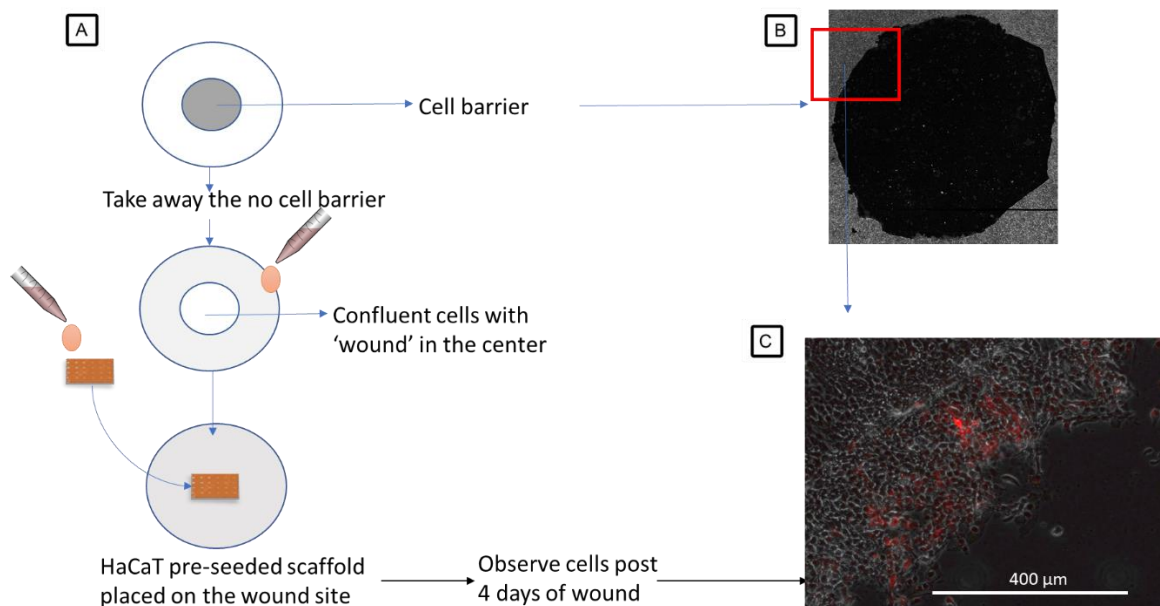 A
B
Cell barrier
Take away the no cell barrier
Confluent cells with
‘wound’ in the center
C
HaCaT pre-seeded scaffold
placed on the wound site
Observe cells post
4 days of wound
400 µm